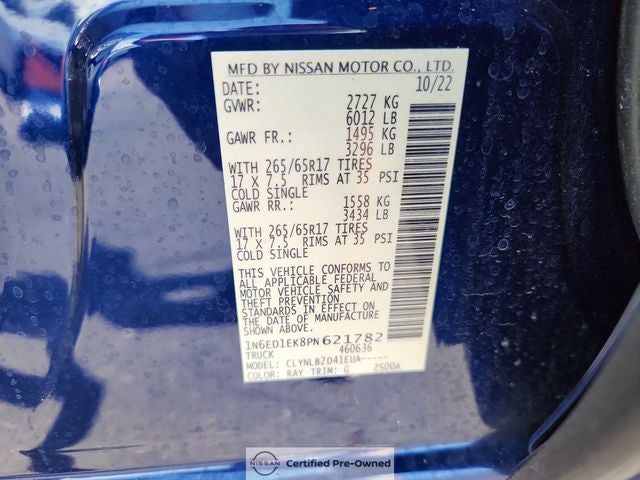 MFD BY NISSAN MOTOR CO., LTD.
DATE: 10/22
GVWR: 2727 KG
6012 LB
GAWR FR.: 1495 KG
3296 LB
WITH 265/65R17 TIRES
17 X 7.5 RIMS AT 35 PSI
COLD SINGLE
GAWR RR.: 1558 KG
3434 LB
WITH 265/65R17 TIRES
17 X 7.5 RIMS AT 35 PSI
COLD SINGLE
THIS VEHICLE CONFORMS TO
ALL APPLICABLE FEDERAL
MOTOR VEHICLE SAFETY AND
THEFT PREVENTION
STANDARDS IN EFFECT ON
THE DATE OF MANUFACTURE
SHOWN ABOVE.
1N6ED1EK8PN621782
TRUCK 460636
MODEL: CLYNLB2D41EUA-----
COLOR: RAY TRIM: G ZS00A
NISSAN Certified Pre-Owned